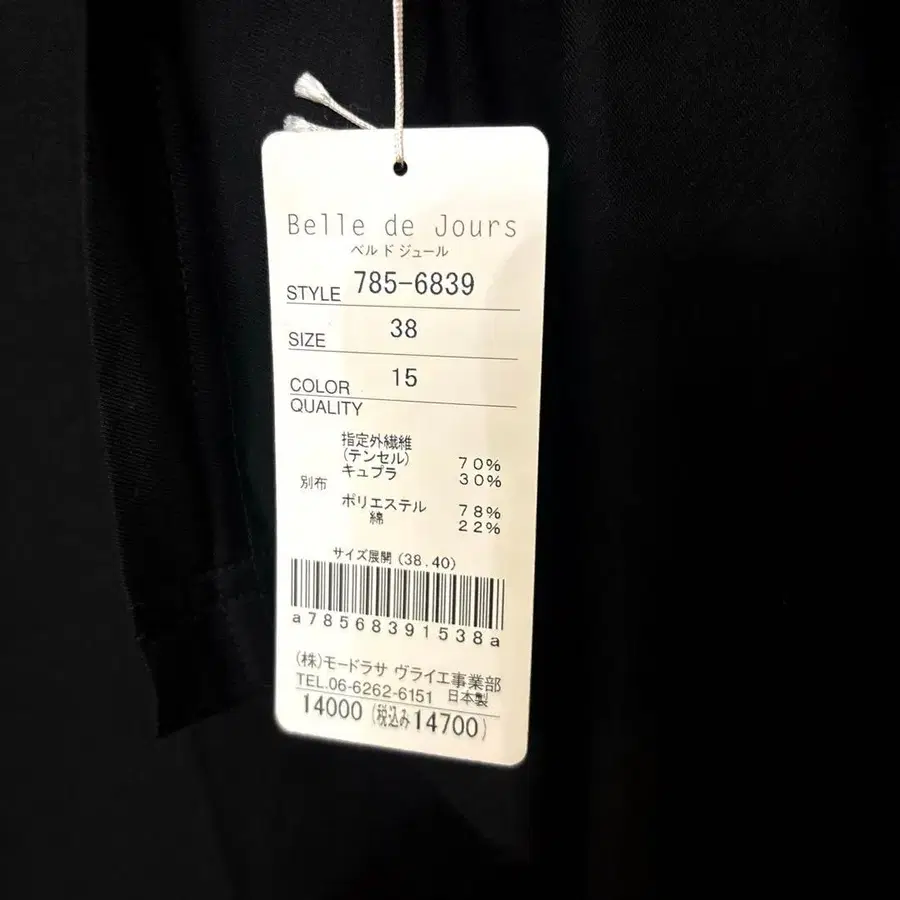 Belle de Jours
ベルド ジュール
STYLE 785-6839
SIZE 38
COLOR 15
QUALITY
指定外繊維
(テンセル) 70%
キュプラ 30%
別布
ポリエステル 78%
綿 22%
サイズ展開 (38.40)
a78568391538a
(株)モードラサ ヴライエ事業部
TEL.06-6262-6151 日本製
14000 (税込み14700)